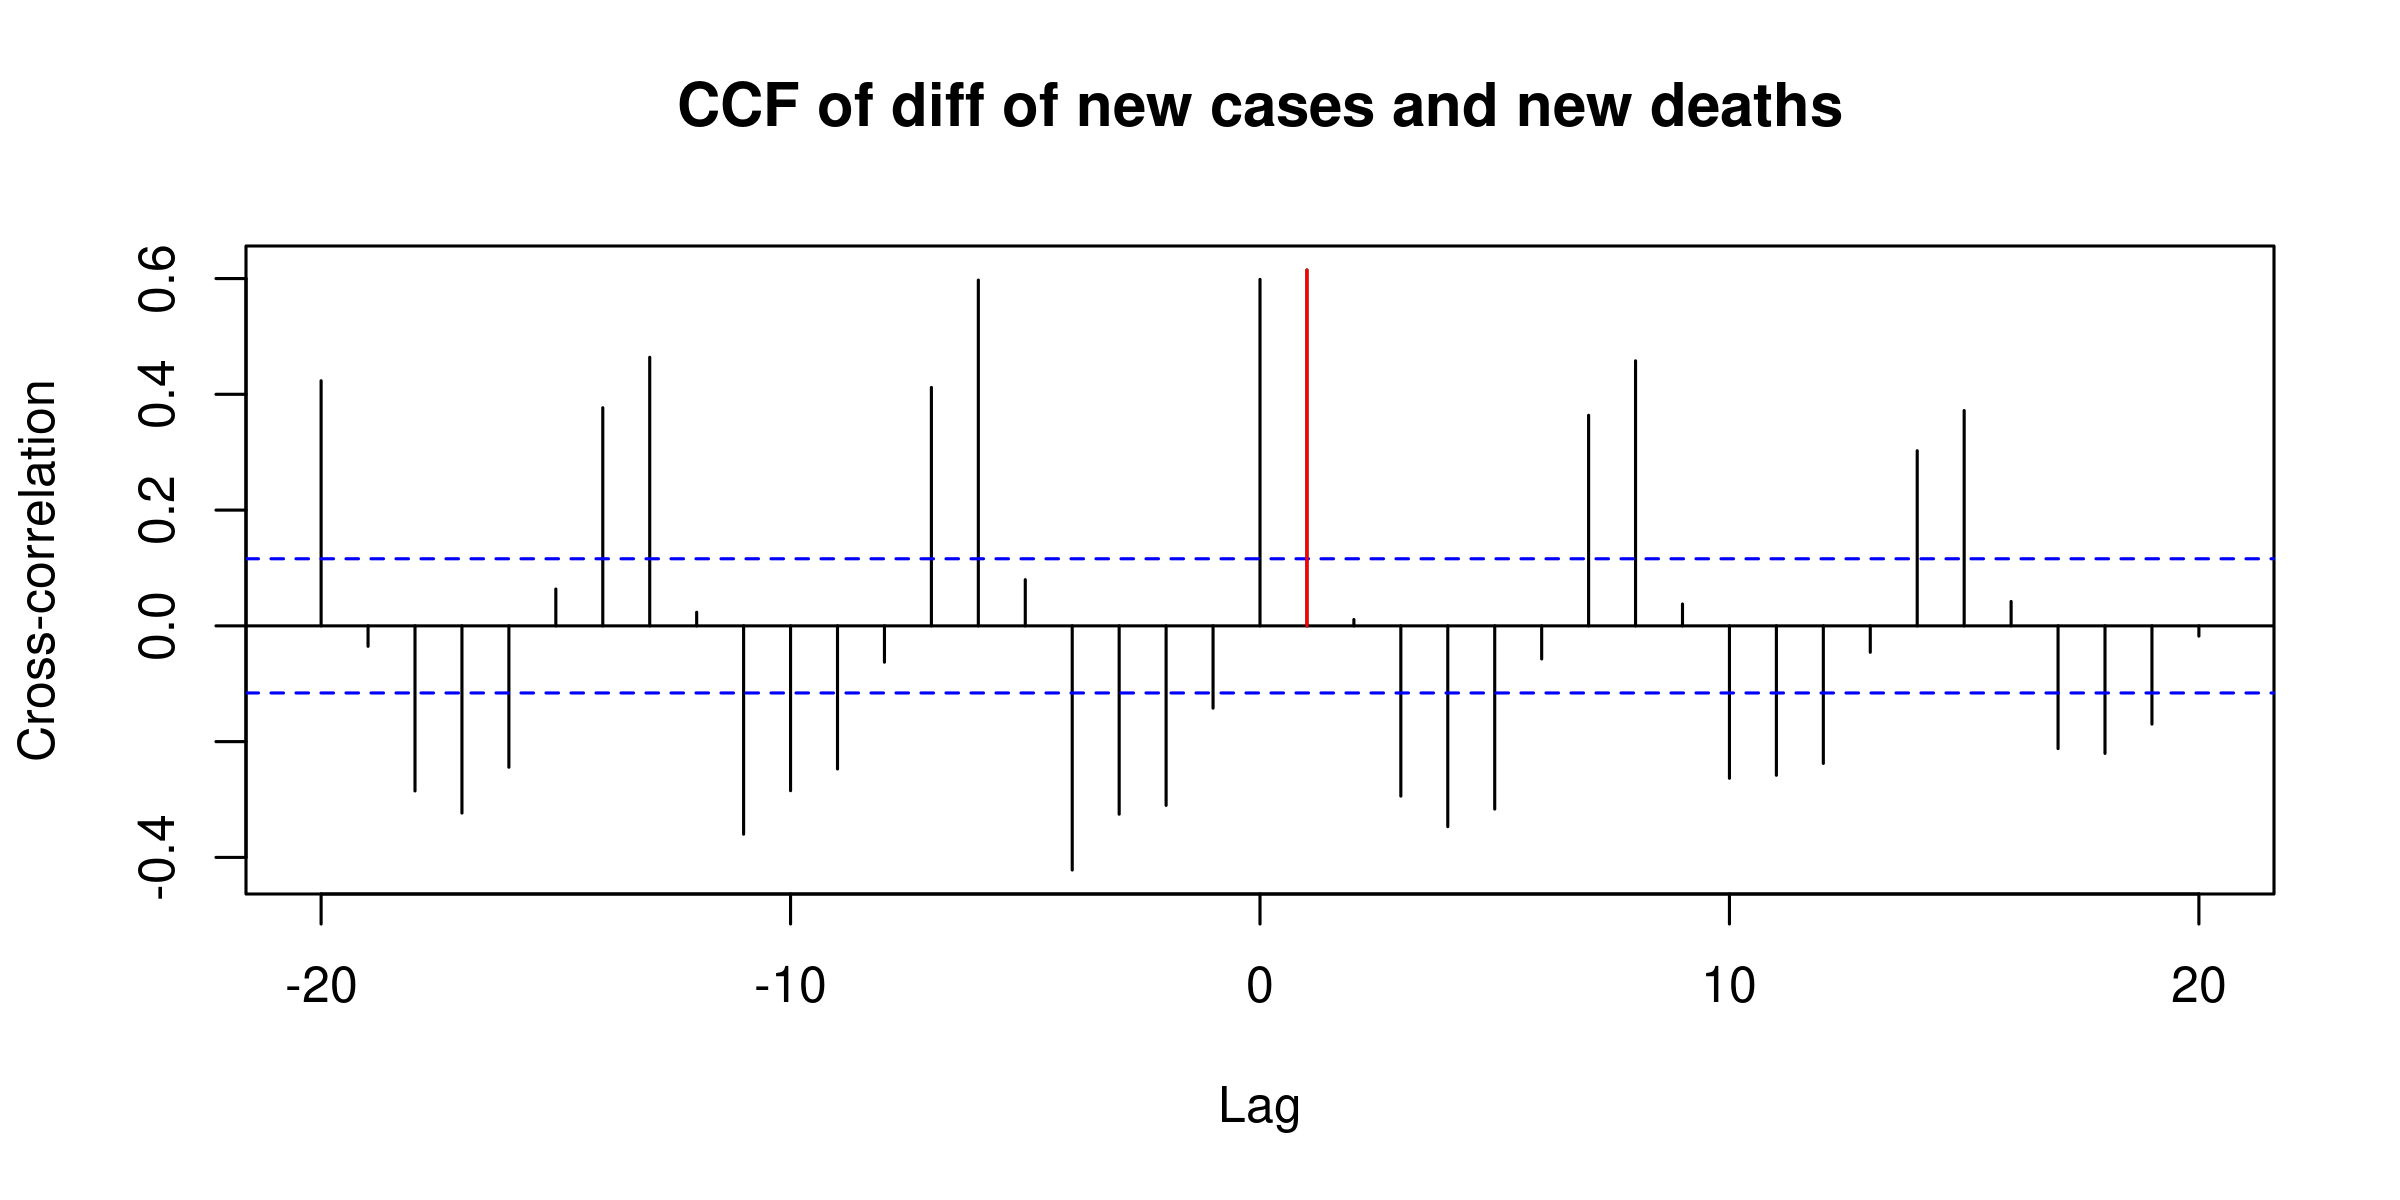 CCF of diff of new cases and new deaths
Cross-correlation
0.6
0.4
0.2
0.0
-0.4
-20 -10 0 10 20
Lag